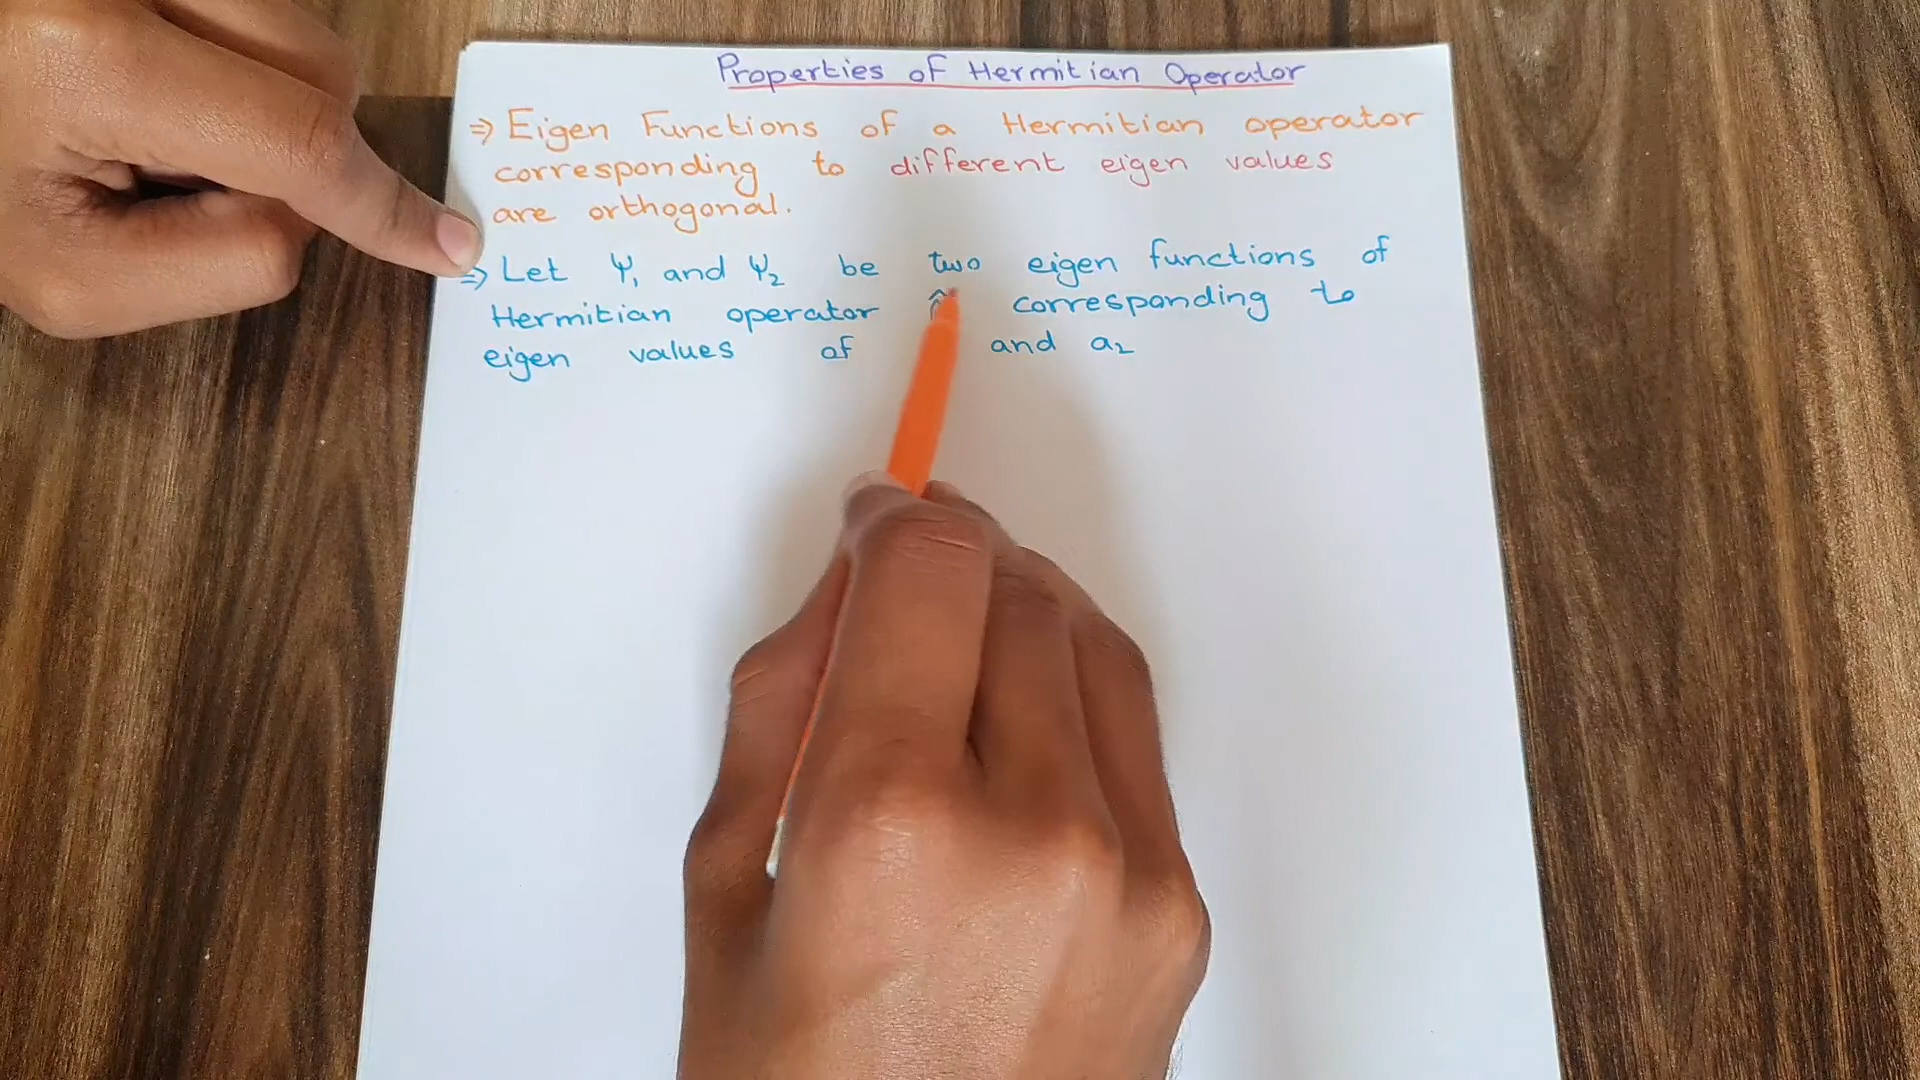 Properties of Hermitian Operator
⇒ Eigen Functions of a Hermitian operator
corresponding to different eigen values
are orthogonal.
⇒ Let Ψ₁ and Ψ₂ be two eigen functions of
Hermitian operator corresponding to
eigen values of and a₂